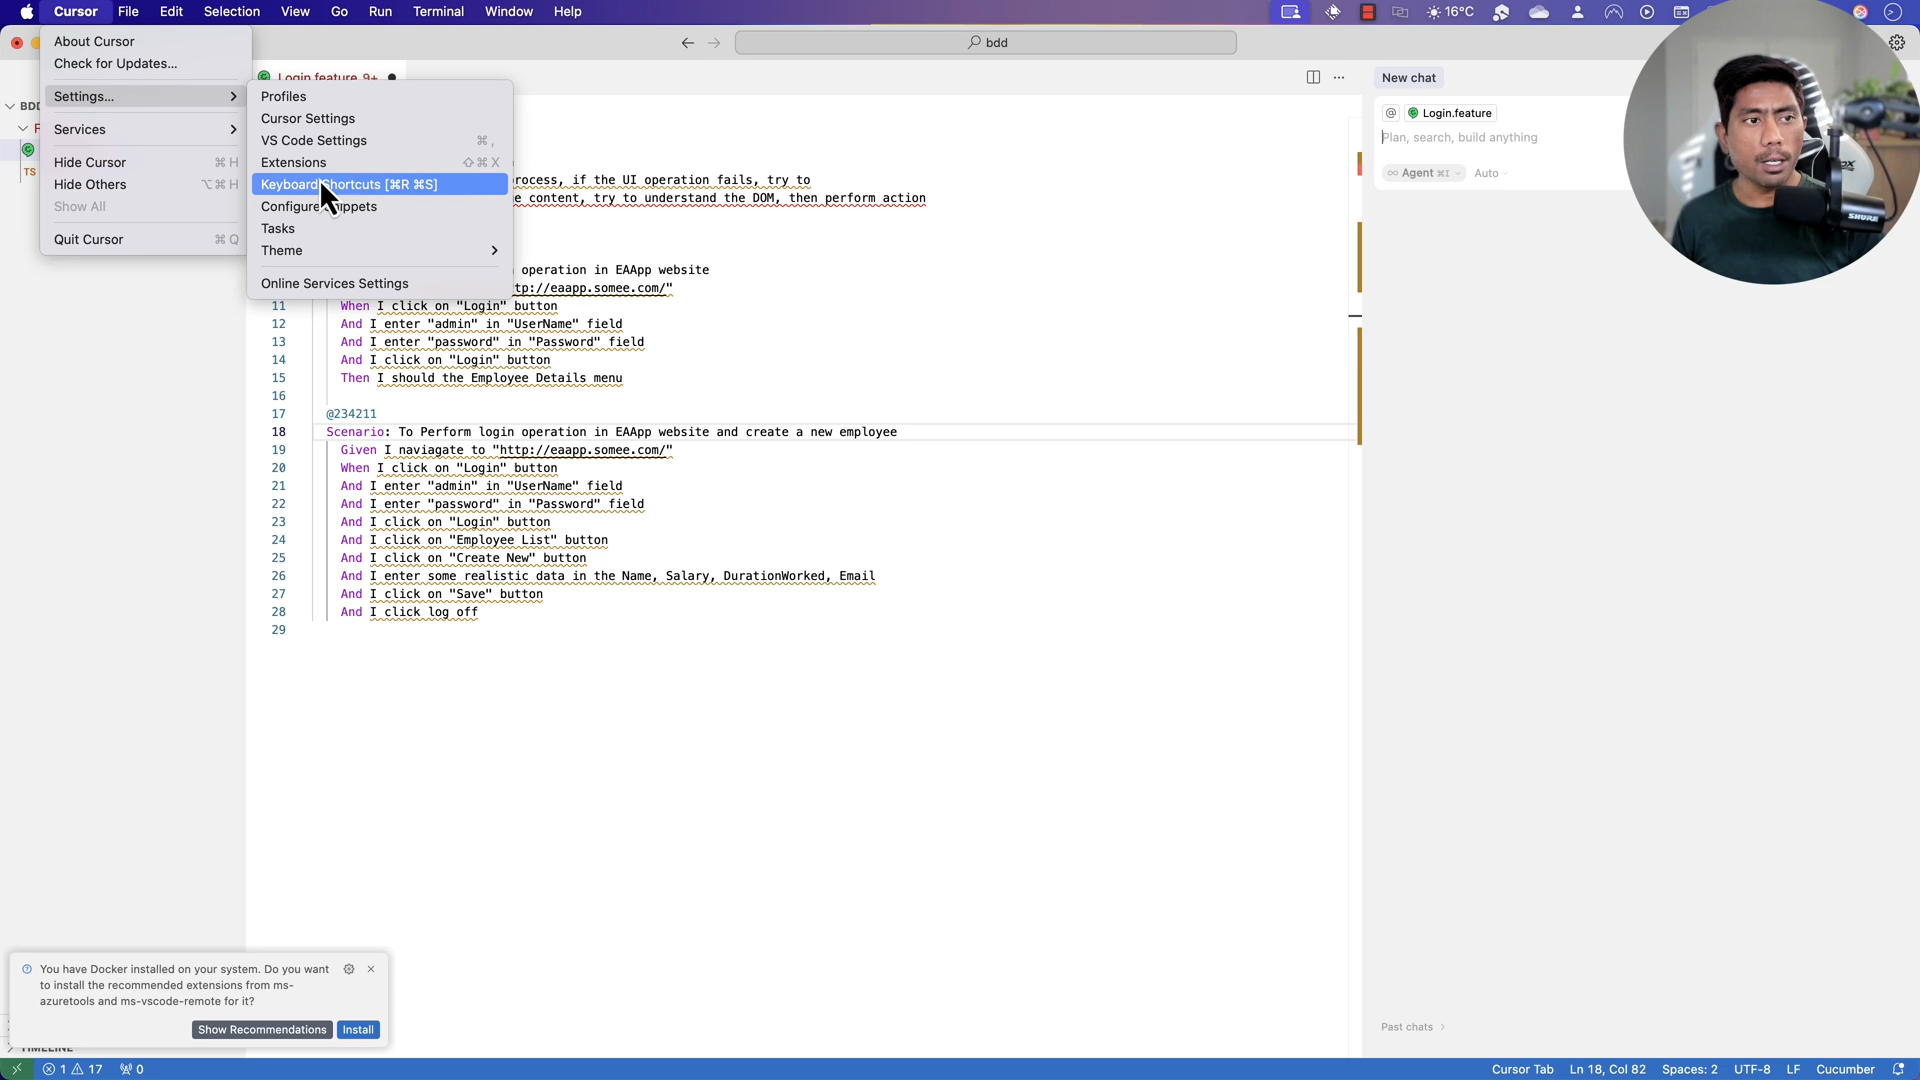 Cursor File Edit Selection View Go Run Terminal Window Help 16°C
bdd
About Cursor
Check for Updates...
Settings...
Services
Hide Cursor ⌘ H
Hide Others ⌥ ⌘ H
Show All
Quit Cursor ⌘ Q
Profiles
Cursor Settings
VS Code Settings ⌘ ,
Extensions ⇧ ⌘ X
Keyboard Shortcuts [⌘R ⌘S]
Configure
Tasks
Theme
Online Services Settings
Login.feature 9+
TS
process, if the UI operation fails, try to
content, try to understand the DOM, then perform action
operation in EAApp website
tp://eaapp.somee.com/"
11 When I click on "Login" button
12 And I enter "admin" in "UserName" field
13 And I enter "password" in "Password" field
14 And I click on "Login" button
15 Then I should the Employee Details menu
16
17 @234211
18 Scenario: To Perform login operation in EAApp website and create a new employee
19 Given I naviagate to "http://eaapp.somee.com/"
20 When I click on "Login" button
21 And I enter "admin" in "UserName" field
22 And I enter "password" in "Password" field
23 And I click on "Login" button
24 And I click on "Employee List" button
25 And I click on "Create New" button
26 And I enter some realistic data in the Name, Salary, DurationWorked, Email
27 And I click on "Save" button
28 And I click log off
29
New chat
@ Login.feature
Plan, search, build anything
∞ Agent ⌘I Auto
SHURE
Past chats
You have Docker installed on your system. Do you want
to install the recommended extensions from ms-
azuretools and ms-vscode-remote for it?
Show Recommendations Install
TIMELINE
1 17 0 Cursor Tab Ln 18, Col 82 Spaces: 2 UTF-8 LF Cucumber